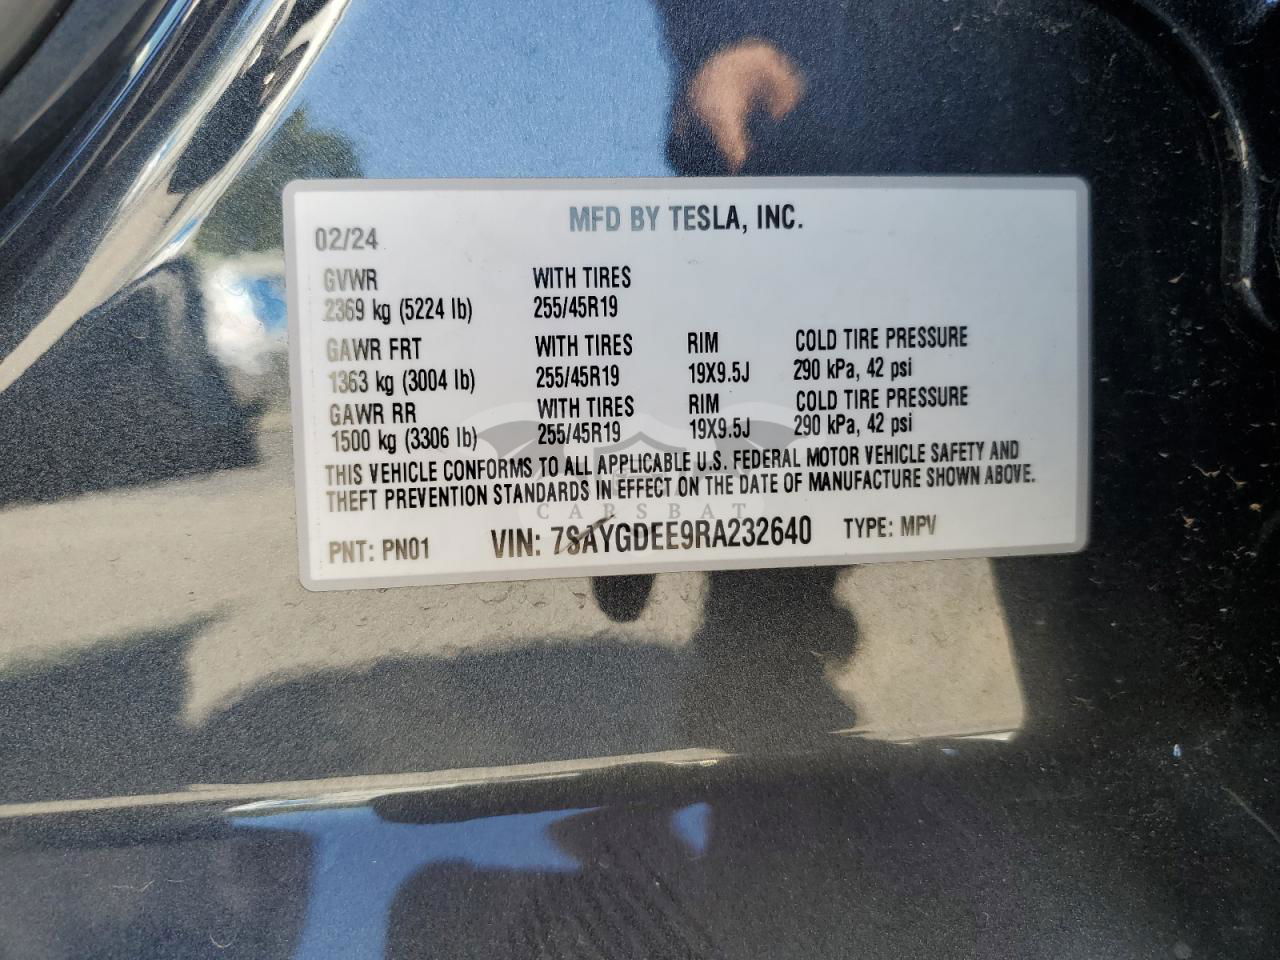 MFD BY TESLA, INC.
02/24
GVWR WITH TIRES
2369 kg (5224 lb) 255/45R19
GAWR FRT WITH TIRES RIM COLD TIRE PRESSURE
1363 kg (3004 lb) 255/45R19 19X9.5J 290 kPa, 42 psi
GAWR RR WITH TIRES RIM COLD TIRE PRESSURE
1500 kg (3306 lb) 255/45R19 19X9.5J 290 kPa, 42 psi
THIS VEHICLE CONFORMS TO ALL APPLICABLE U.S. FEDERAL MOTOR VEHICLE SAFETY AND
THEFT PREVENTION STANDARDS IN EFFECT ON THE DATE OF MANUFACTURE SHOWN ABOVE.
CARSBAT
PNT: PN01 VIN: 7SAYGDEE9RA232640 TYPE: MPV